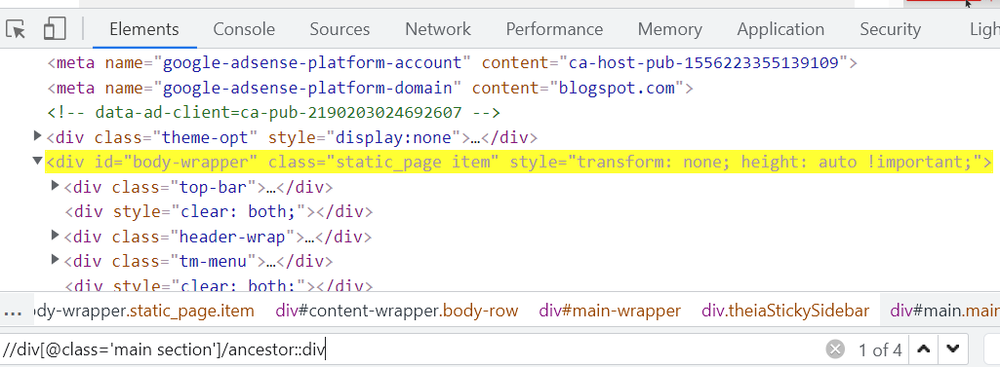 Elements Console Sources Network Performance Memory Application Security Ligh
<meta name="google-adsense-platform-account" content="ca-host-pub-1556223355139109">
<meta name="google-adsense-platform-domain" content="blogspot.com">
<!-- data-ad-client=ca-pub-2190203024692607 -->
<div class="theme-opt" style="display:none">…</div>
<div id="body-wrapper" class="static_page item" style="transform: none; height: auto !important;">
<div class="top-bar">…</div>
<div style="clear: both;"></div>
<div class="header-wrap">…</div>
<div class="tm-menu">…</div>
<div style="clear: both;"></div>
... ody-wrapper.static_page.item div#content-wrapper.body-row div#main-wrapper div.theiaStickySidebar div#main.main
//div[@class='main section']/ancestor::div 1 of 4